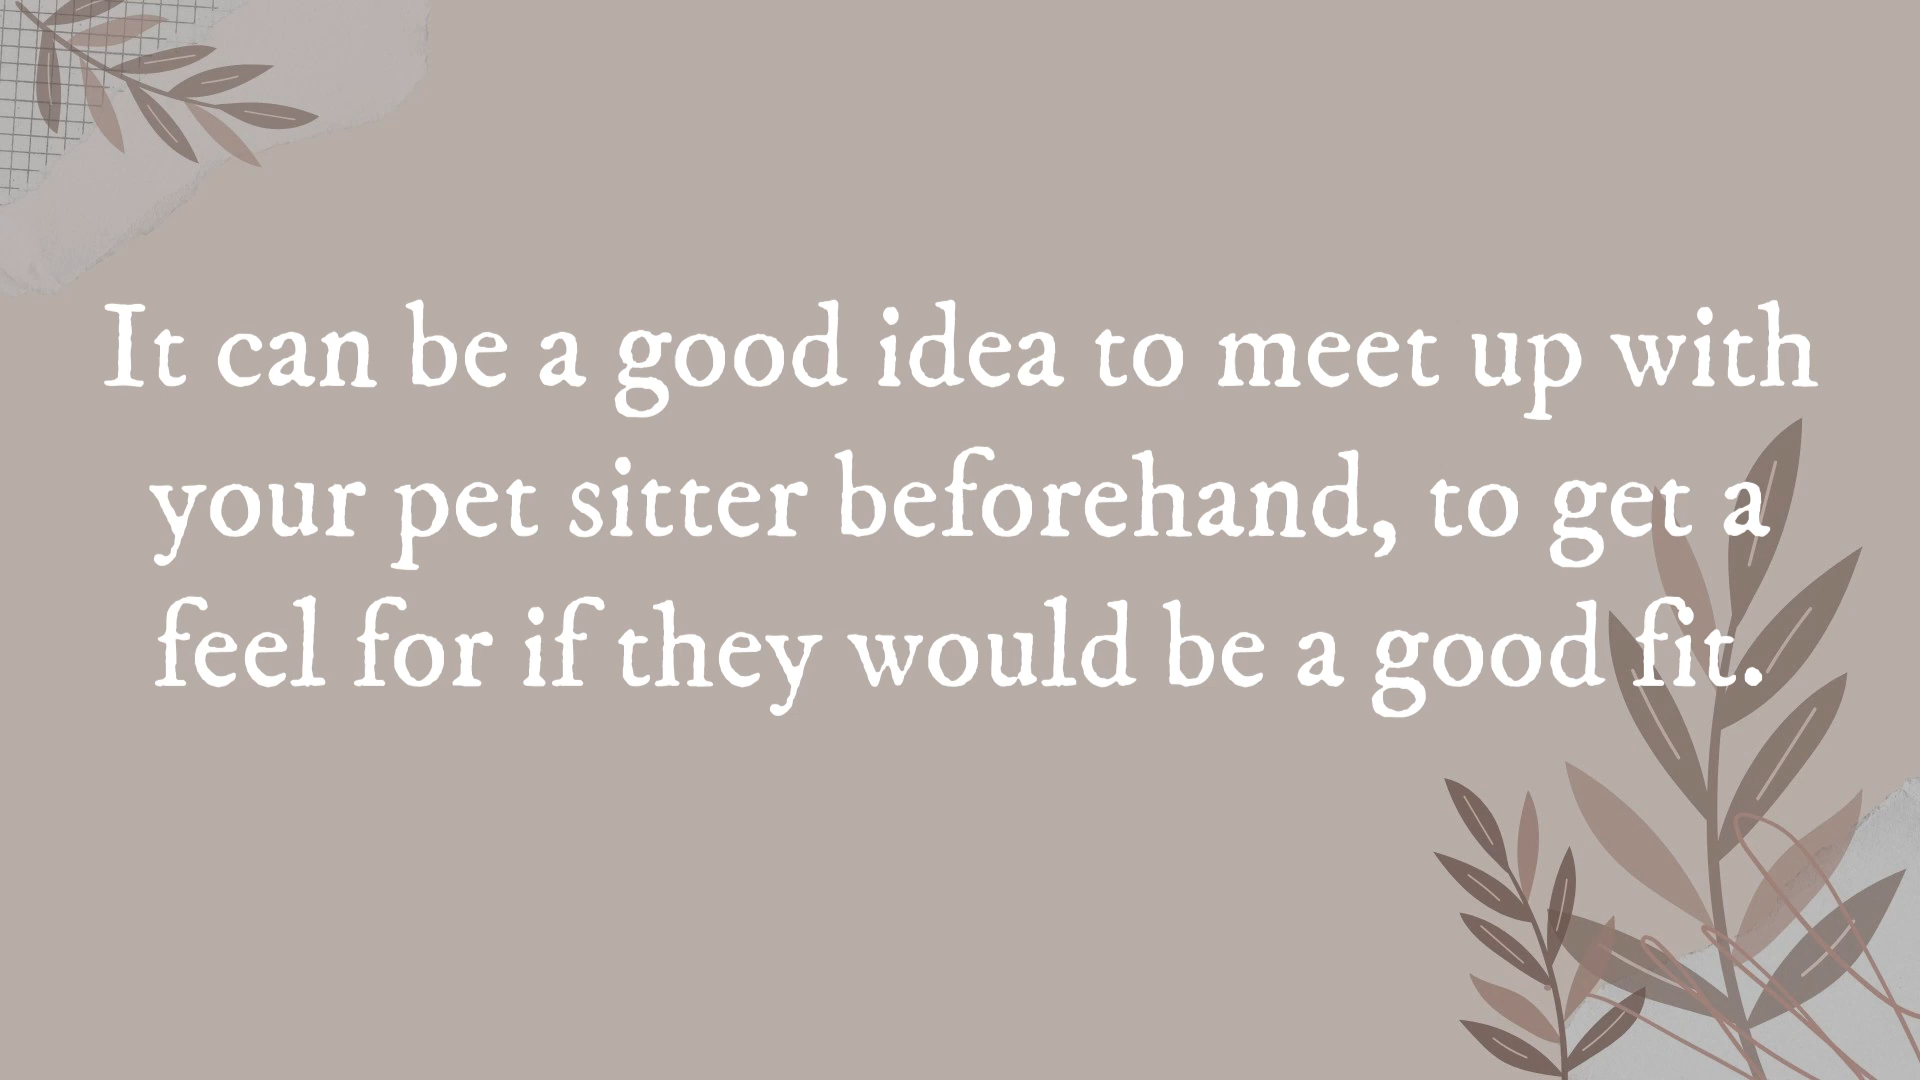 It can be a good idea to meet up with
your pet sitter beforehand, to get a
feel for if they would be a good fit.